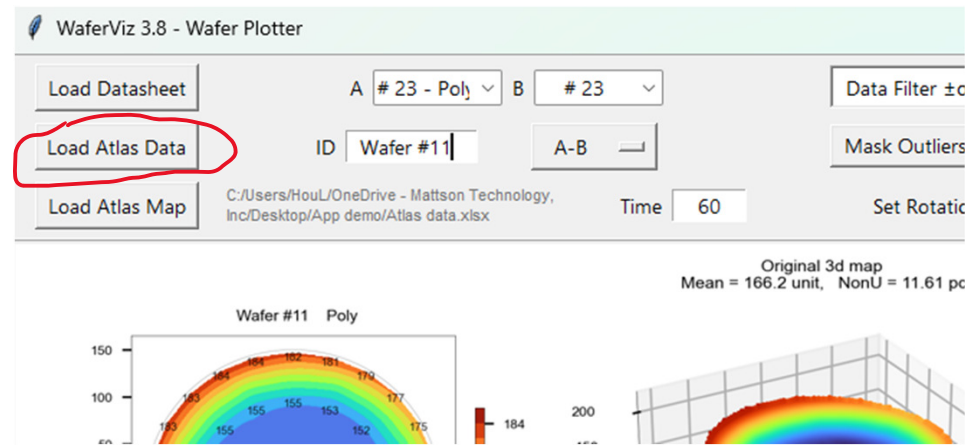 WaferViz 3.8 - Wafer Plotter
Load Datasheet A # 23 - Poly B # 23 Data Filter ±
Load Atlas Data ID Wafer #11 A-B Mask Outliers
Load Atlas Map C:/Users/HouL/OneDrive - Mattson Technology,
Inc/Desktop/App demo/Atlas data.xlsx Time 60 Set Rotatio
Original 3d map
Mean = 166.2 unit, NonU = 11.61 pc
Wafer #11 Poly
150
184 182 181
184 179
100 183 177
155 155 153
184
200
183 155 152 175
50